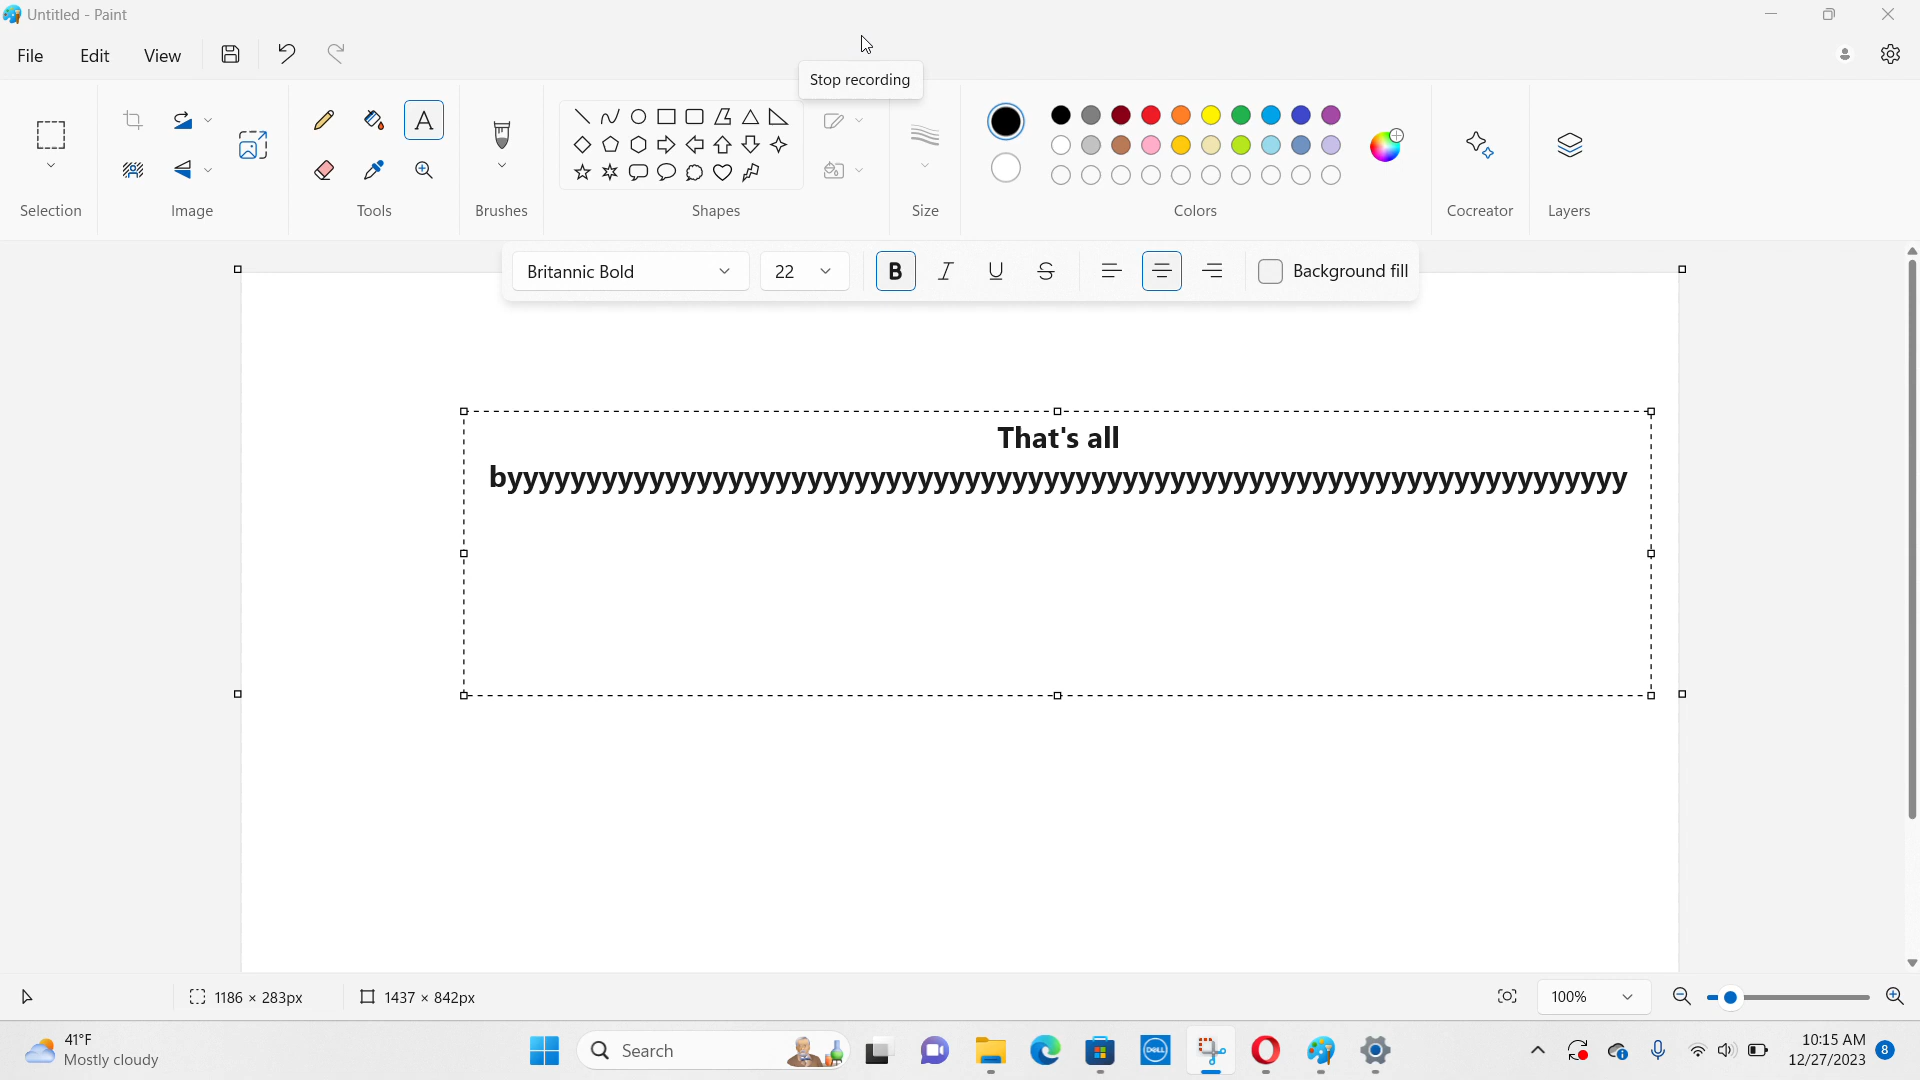 Untitled - Paint
File Edit View
Stop recording
Selection Image Tools Brushes Shapes Size Colors Cocreator Layers
Britannic Bold 22 B I U S Background fill
That's all
byyyyyyyyyyyyyyyyyyyyyyyyyyyyyyyyyyyyyyyyyyyyyyyyyyyyyyyyyyyyyyyyyyyyyyyy
1186 × 283px 1437 × 842px 100%
41°F
Mostly cloudy
Search
DELL
10:15 AM
12/27/2023 8